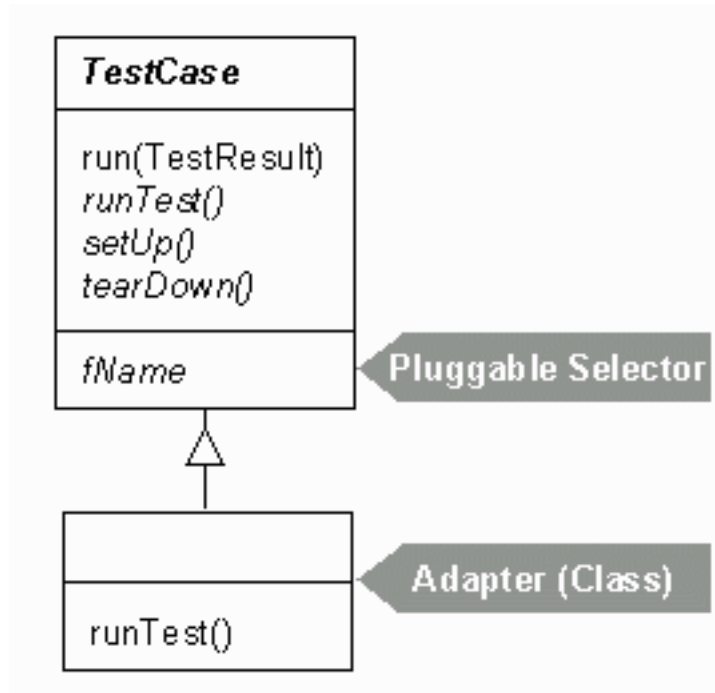 TestCase
run(TestResult)
runTest()
setUp()
tearDown()
fName
Pluggable Selector
Adapter (Class)
runTest()